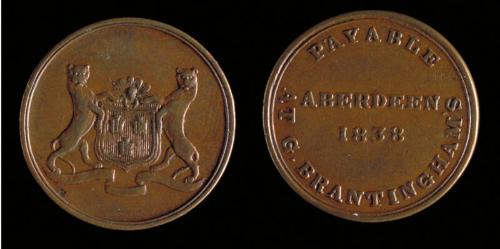 PAYABLE
ABERDEEN
1838
AT G. BRANTINGHAM'S